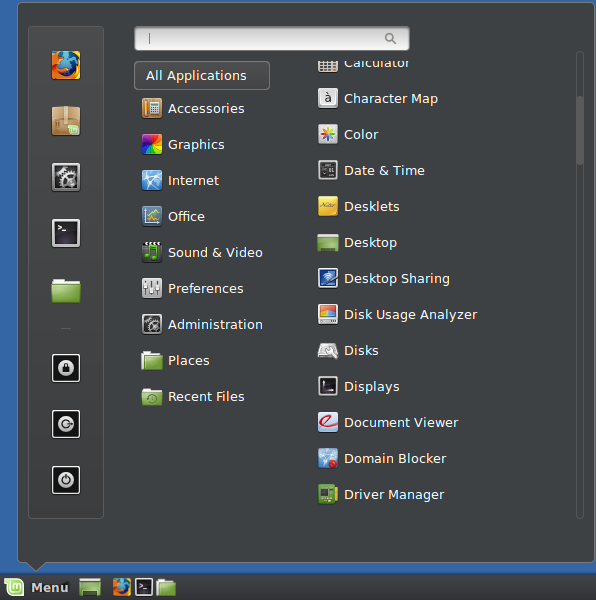 All Applications
Accessories
Graphics
Internet
Office
Sound & Video
Preferences
Administration
Places
Recent Files
Calculator
Character Map
Color
Date & Time
Desklets
Desktop
Desktop Sharing
Disk Usage Analyzer
Disks
Displays
Document Viewer
Domain Blocker
Driver Manager
Menu